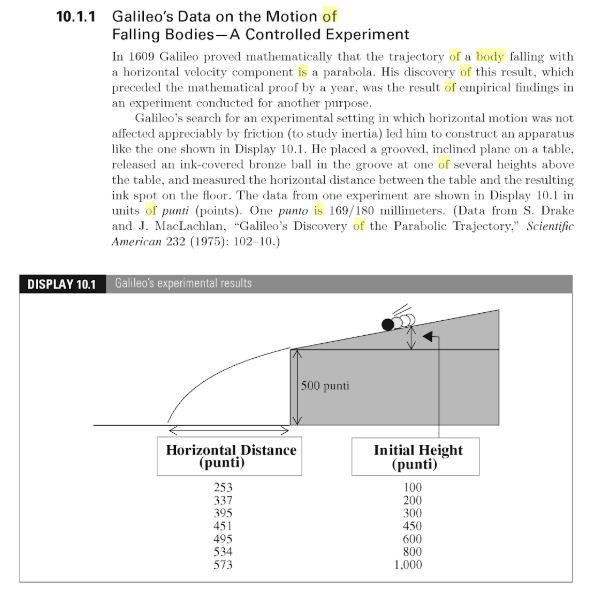 10.1.1 Galileo's Data on the Motion of
Falling Bodies—A Controlled Experiment
In 1609 Galileo proved mathematically that the trajectory of a body falling with
a horizontal velocity component is a parabola. His discovery of this result, which
preceded the mathematical proof by a year, was the result of empirical findings in
an experiment conducted for another purpose.
Galileo's search for an experimental setting in which horizontal motion was not
affected appreciably by friction (to study inertia) led him to construct an apparatus
like the one shown in Display 10.1. He placed a grooved, inclined plane on a table,
released an ink-covered bronze ball in the groove at one of several heights above
the table, and measured the horizontal distance between the table and the resulting
ink spot on the floor. The data from one experiment are shown in Display 10.1 in
units of punti (points). One punto is 169/180 millimeters. (Data from S. Drake
and J. MacLachlan, "Galileo's Discovery of the Parabolic Trajectory," Scientific
American 232 (1975): 102–10.)
DISPLAY 10.1 Galileo's experimental results
500 punti
Horizontal Distance
(punti)
253
337
395
451
495
534
573
Initial Height
(punti)
100
200
300
450
600
800
1,000